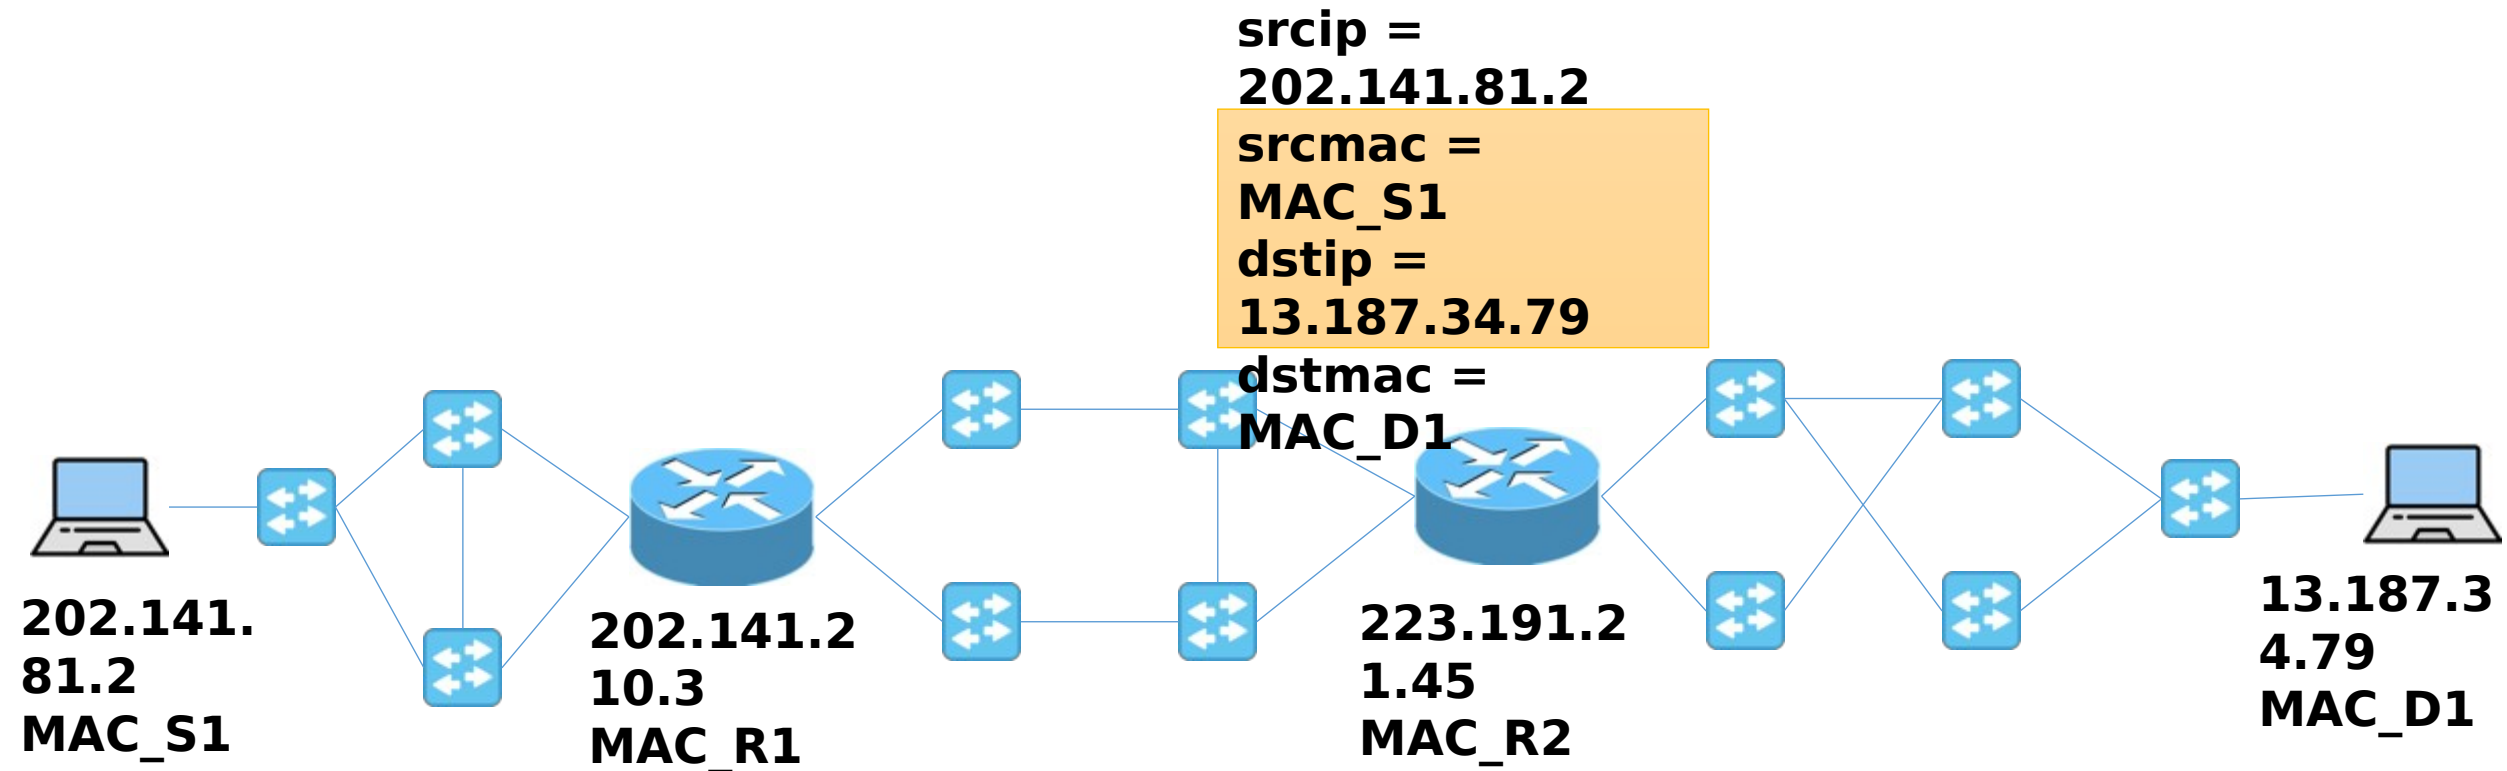 srcip =
202.141.81.2
srcmac =
MAC_S1
dstip =
13.187.34.79
dstmac =
MAC_D1
202.141.
81.2
MAC_S1
202.141.2
10.3
MAC_R1
223.191.2
1.45
MAC_R2
13.187.3
4.79
MAC_D1